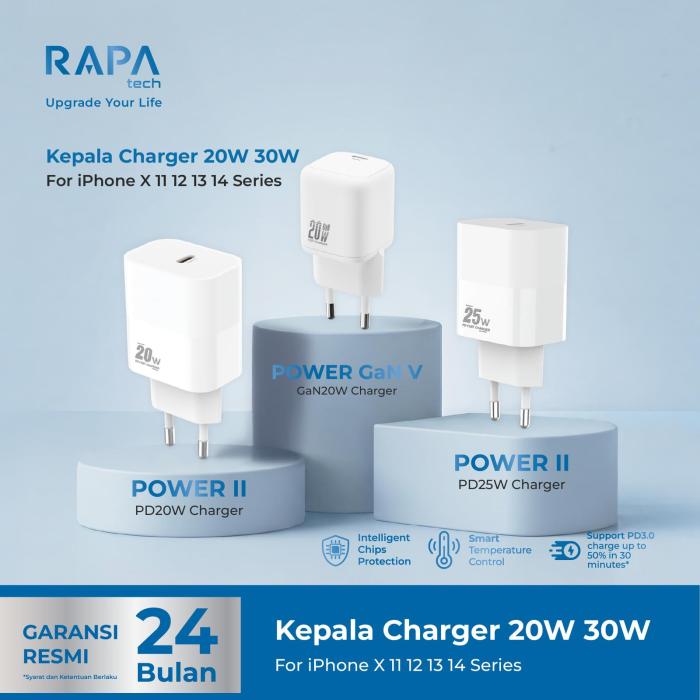 RAPA
tech
Upgrade Your Life
Kepala Charger 20W 30W
For iPhone X 11 12 13 14 Series
20W
20W
25W
POWER GaN V
GaN20W Charger
POWER II
PD25W Charger
POWER II
PD20W Charger
Intelligent
Chips
Protection
Smart
Temperature
Control
Support PD3.0
charge up to
50% in 30
minutes*
GARANSI
RESMI
*Syarat dan Ketentuan Berlaku
24
Bulan
Kepala Charger 20W 30W
For iPhone X 11 12 13 14 Series